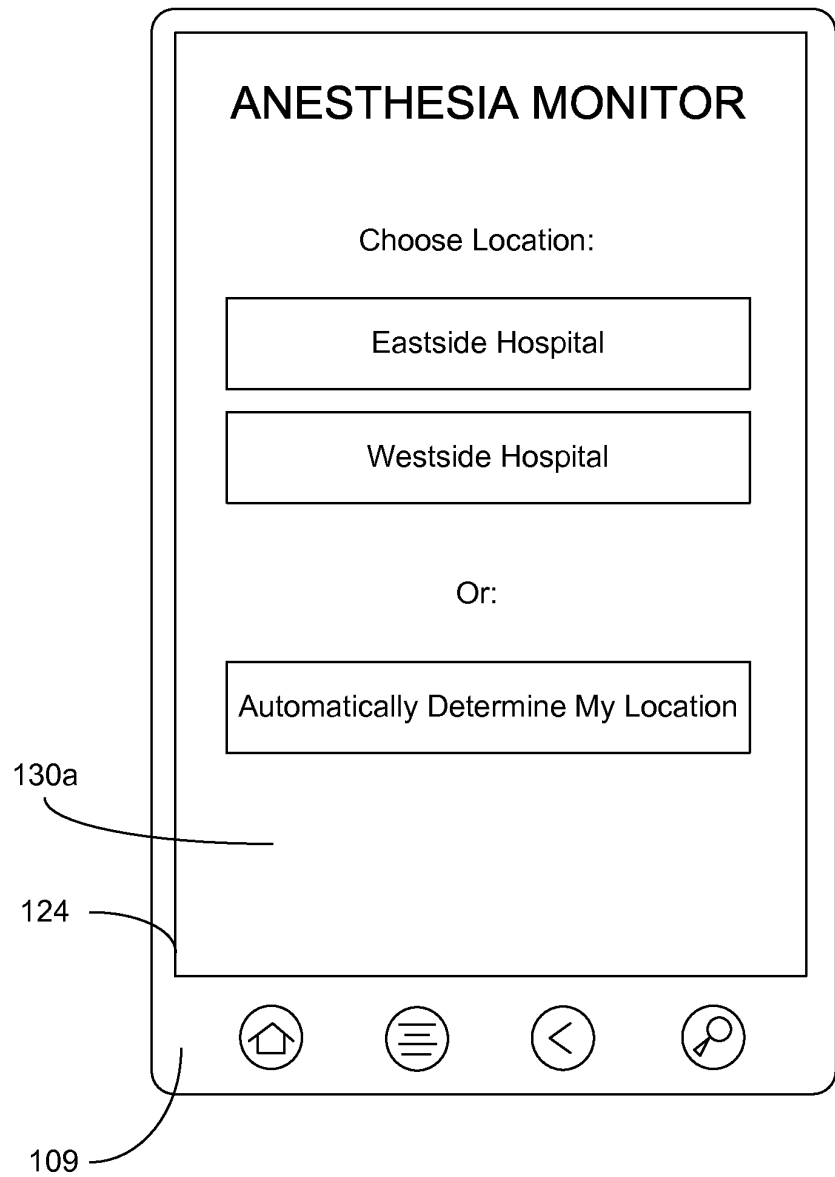 ANESTHESIA MONITOR
Choose Location:
Eastside Hospital
Westside Hospital
Or:
Automatically Determine My Location
130a
124
109